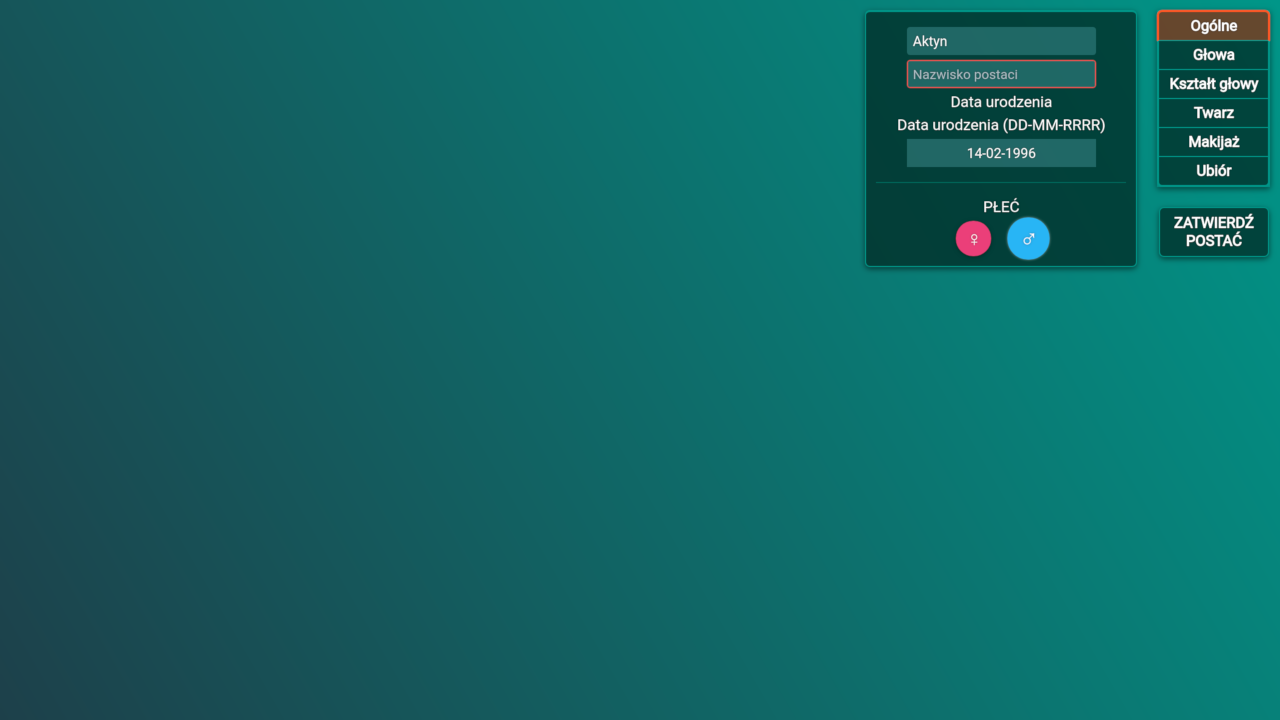 Aktyn
Nazwisko postaci
Data urodzenia
Data urodzenia (DD-MM-RRRR)
14-02-1996
PŁEĆ
♀ ♂
Ogólne
Głowa
Kształt głowy
Twarz
Makijaż
Ubiór
ZATWIERDŹ
POSTAĆ